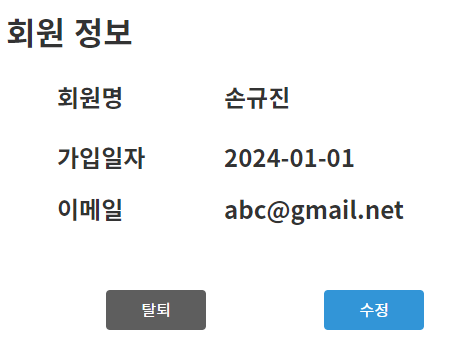 회원 정보
회원명 손규진
가입일자 2024-01-01
이메일 abc@gmail.net
탈퇴 수정